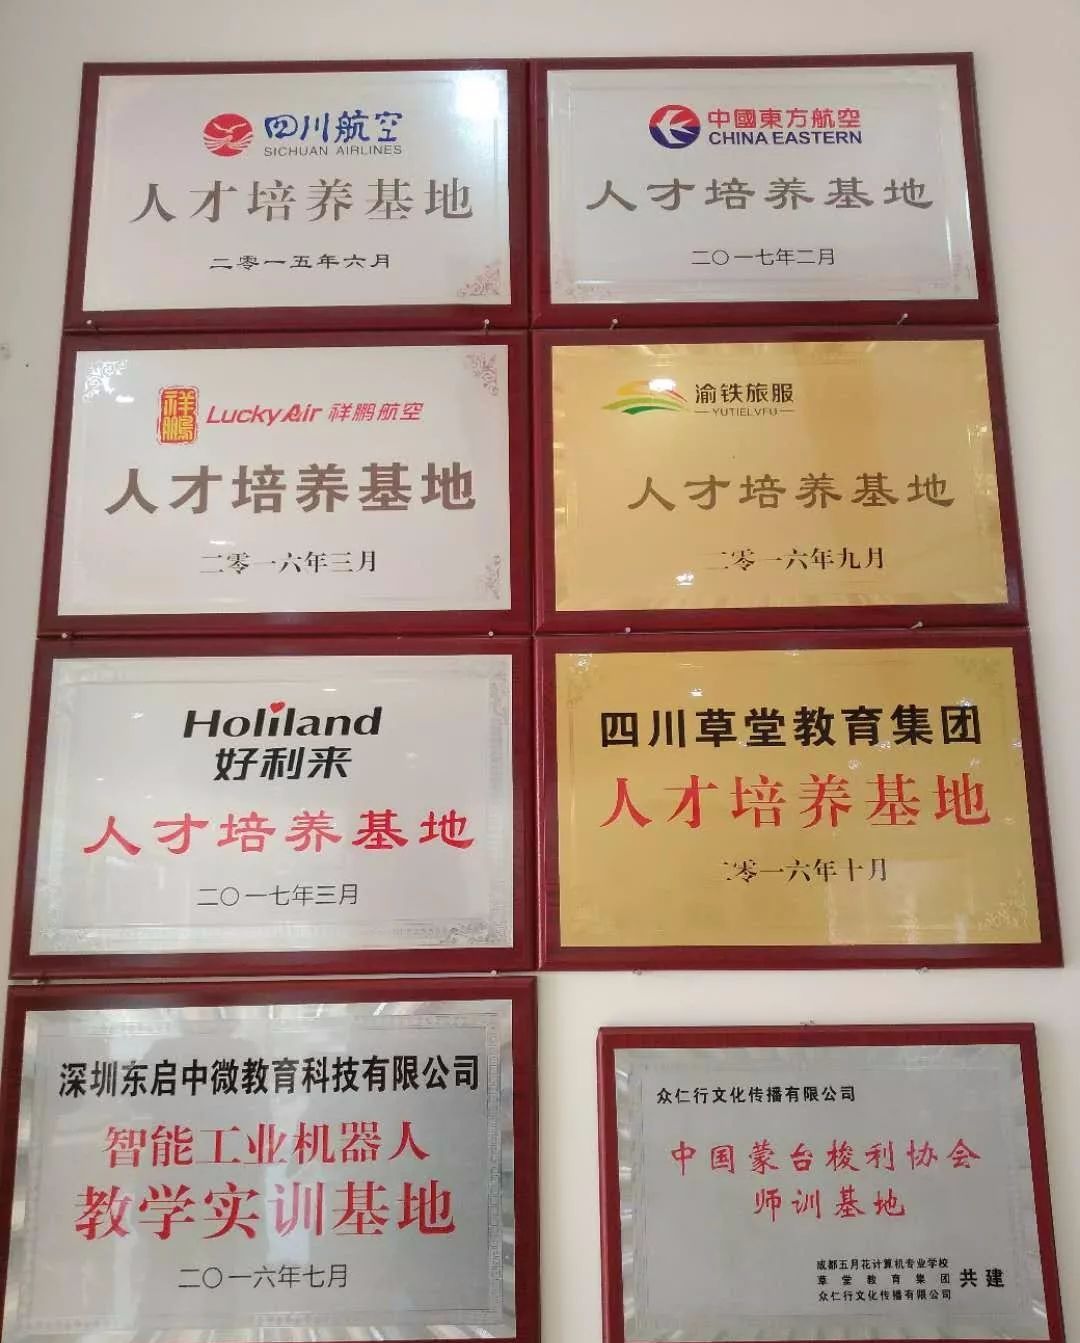 四川航空
SICHUAN AIRLINES
人才培养基地
二零一五年六月
中國東方航空
CHINA EASTERN
人才培养基地
二〇一七年二月
祥鵬
Lucky Air 祥鹏航空
人才培养基地
二零一六年三月
渝铁旅服
YUTIELVFU
人才培养基地
二零一六年九月
Holiland
好利来
人才培养基地
二〇一七年三月
四川草堂教育集团
人才培养基地
二零一六年十月
深圳东启中微教育科技有限公司
智能工业机器人
教学实训基地
二〇一六年七月
众仁行文化传播有限公司
中国蒙台梭利协会
师训基地
成都五月花计算机专业学校
草堂教育集团 共建
众仁行文化传播有限公司